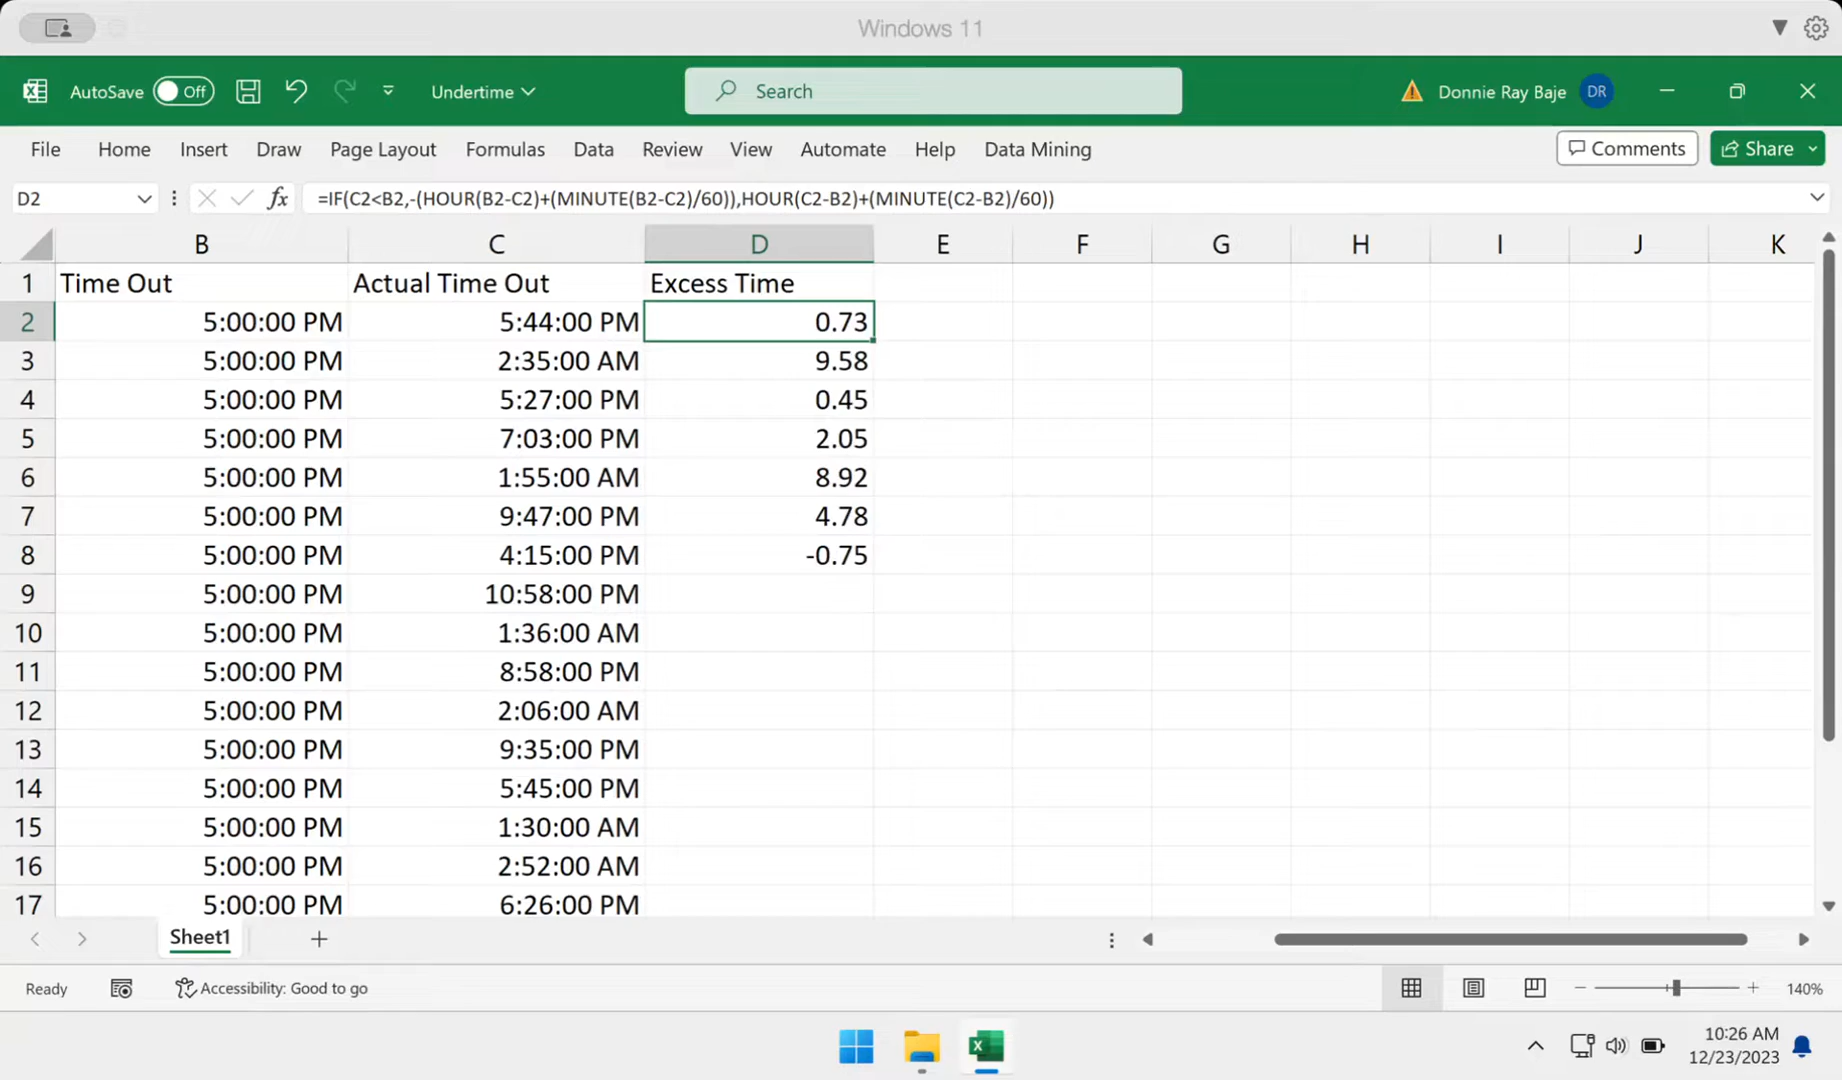 Windows 11
AutoSave Off Undertime Search Donnie Ray Baje DR
File Home Insert Draw Page Layout Formulas Data Review View Automate Help Data Mining Comments Share
D2 fx =IF(C2<B2,-(HOUR(B2-C2)+(MINUTE(B2-C2)/60)),HOUR(C2-B2)+(MINUTE(C2-B2)/60))
B C D E F G H I J K
1 Time Out Actual Time Out Excess Time
2 5:00:00 PM 5:44:00 PM 0.73
3 5:00:00 PM 2:35:00 AM 9.58
4 5:00:00 PM 5:27:00 PM 0.45
5 5:00:00 PM 7:03:00 PM 2.05
6 5:00:00 PM 1:55:00 AM 8.92
7 5:00:00 PM 9:47:00 PM 4.78
8 5:00:00 PM 4:15:00 PM -0.75
9 5:00:00 PM 10:58:00 PM
10 5:00:00 PM 1:36:00 AM
11 5:00:00 PM 8:58:00 PM
12 5:00:00 PM 2:06:00 AM
13 5:00:00 PM 9:35:00 PM
14 5:00:00 PM 5:45:00 PM
15 5:00:00 PM 1:30:00 AM
16 5:00:00 PM 2:52:00 AM
17 5:00:00 PM 6:26:00 PM
Sheet1
Ready Accessibility: Good to go 140%
10:26 AM
12/23/2023